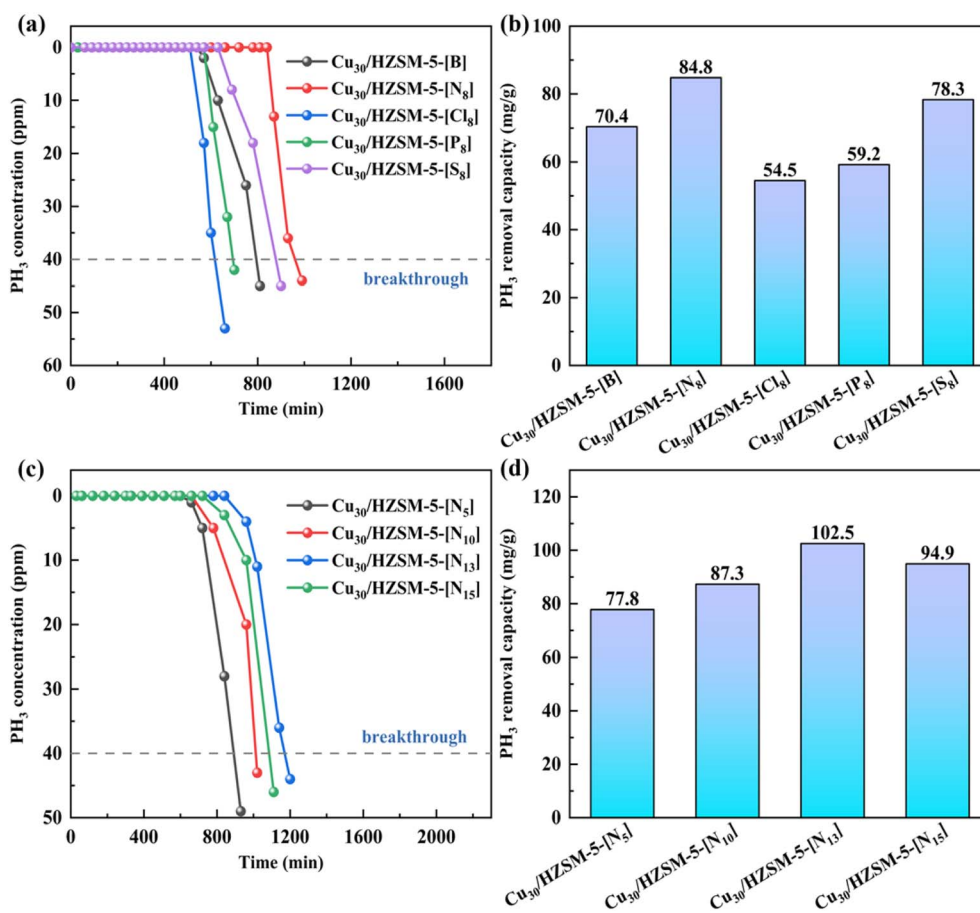 (a)
0
10
20
30
40
50
60
PH₃ concentration (ppm)
Cu₃₀/HZSM-5-[B]
Cu₃₀/HZSM-5-[N₈]
Cu₃₀/HZSM-5-[Cl₈]
Cu₃₀/HZSM-5-[P₈]
Cu₃₀/HZSM-5-[S₈]
breakthrough
0 400 800 1200 1600
Time (min)
(b)
100
80
60
40
20
0
PH₃ removal capacity (mg/g)
70.4
84.8
54.5
59.2
78.3
Cu₃₀/HZSM-5-[B]
Cu₃₀/HZSM-5-[N₈]
Cu₃₀/HZSM-5-[Cl₈]
Cu₃₀/HZSM-5-[P₈]
Cu₃₀/HZSM-5-[S₈]
(c)
0
10
20
30
40
50
PH₃ concentration (ppm)
Cu₃₀/HZSM-5-[N₅]
Cu₃₀/HZSM-5-[N₁₀]
Cu₃₀/HZSM-5-[N₁₃]
Cu₃₀/HZSM-5-[N₁₅]
breakthrough
0 400 800 1200 1600 2000
Time (min)
(d)
120
100
80
60
40
20
0
PH₃ removal capacity (mg/g)
77.8
87.3
102.5
94.9
Cu₃₀/HZSM-5-[N₅]
Cu₃₀/HZSM-5-[N₁₀]
Cu₃₀/HZSM-5-[N₁₃]
Cu₃₀/HZSM-5-[N₁₅]